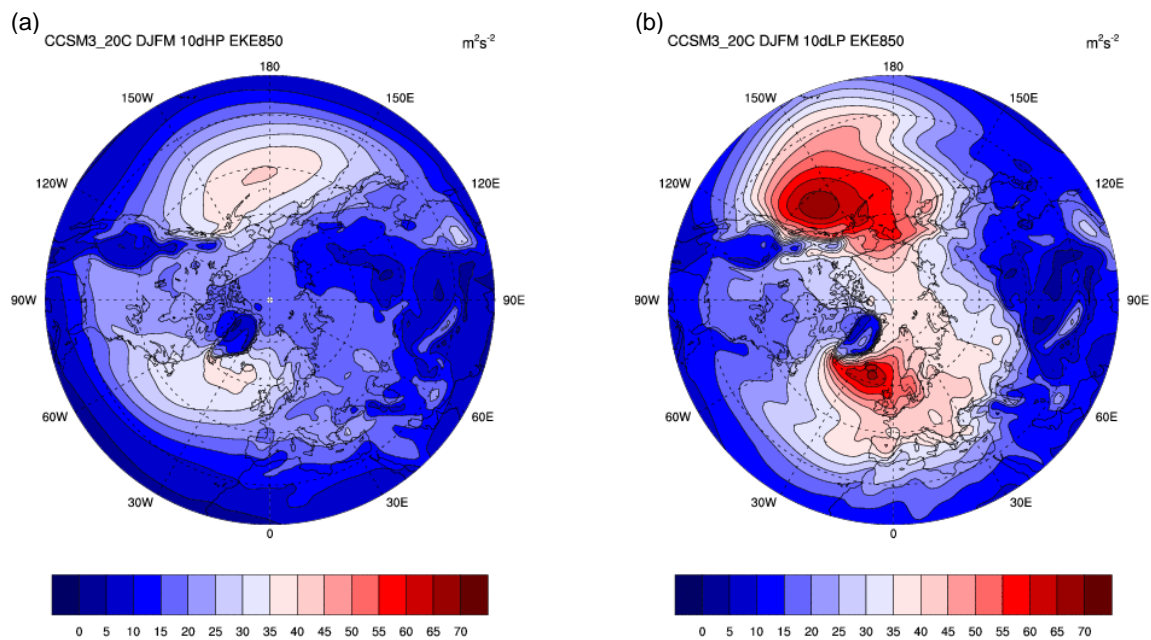 (a)
CCSM3_20C DJFM 10dHP EKE850 m²s⁻²
180
150W 150E
120W 120E
90W 90E
60W 60E
30W 30E
0
0 5 10 15 20 25 30 35 40 45 50 55 60 65 70
(b)
CCSM3_20C DJFM 10dLP EKE850 m²s⁻²
180
150W 150E
120W 120E
90W 90E
60W 60E
30W 30E
0
0 5 10 15 20 25 30 35 40 45 50 55 60 65 70